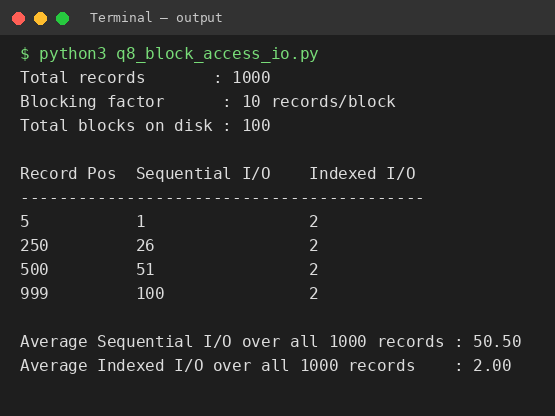 Terminal — output
$ python3 q8_block_access_io.py
Total records       : 1000
Blocking factor      : 10 records/block
Total blocks on disk : 100
Record Pos  Sequential I/O    Indexed I/O
------------------------------------------
5           1                 2
250         26                2
500         51                2
999         100               2
Average Sequential I/O over all 1000 records : 50.50
Average Indexed I/O over all 1000 records    : 2.00